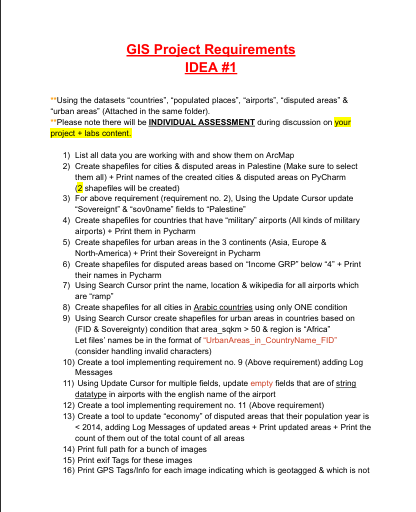 GIS Project Requirements
IDEA #1
**Using the datasets “countries”, “populated places”, “airports”, “disputed areas” &
“urban areas” (Attached in the same folder).
**Please note there will be INDIVIDUAL ASSESSMENT during discussion on your
project + labs content.
1) List all data you are working with and show them on ArcMap
2) Create shapefiles for cities & disputed areas in Palestine (Make sure to select
them all) + Print names of the created cities & disputed areas on PyCharm
(2 shapefiles will be created)
3) For above requirement (requirement no. 2), Using the Update Cursor update
“Sovereignt” & “sov0name” fields to “Palestine”
4) Create shapefiles for countries that have “military” airports (All kinds of military
airports) + Print them in Pycharm
5) Create shapefiles for urban areas in the 3 continents (Asia, Europe &
North-America) + Print their Sovereignt in Pycharm
6) Create shapefiles for disputed areas based on “Income GRP” below “4” + Print
their names in Pycharm
7) Using Search Cursor print the name, location & wikipedia for all airports which
are “ramp”
8) Create shapefiles for all cities in Arabic countries using only ONE condition
9) Using Search Cursor create shapefiles for urban areas in countries based on
(FID & Sovereignty) condition that area_sqkm > 50 & region is “Africa”
Let files’ names be in the format of “UrbanAreas_in_CountryName_FID”
(consider handling invalid characters)
10) Create a tool implementing requirement no. 9 (Above requirement) adding Log
Messages
11) Using Update Cursor for multiple fields, update empty fields that are of string
datatype in airports with the english name of the airport
12) Create a tool implementing requirement no. 11 (Above requirement)
13) Create a tool to update “economy” of disputed areas that their population year is
< 2014, adding Log Messages of updated areas + Print updated areas + Print the
count of them out of the total count of all areas
14) Print full path for a bunch of images
15) Print exif Tags for these images
16) Print GPS Tags/Info for each image indicating which is geotagged & which is not